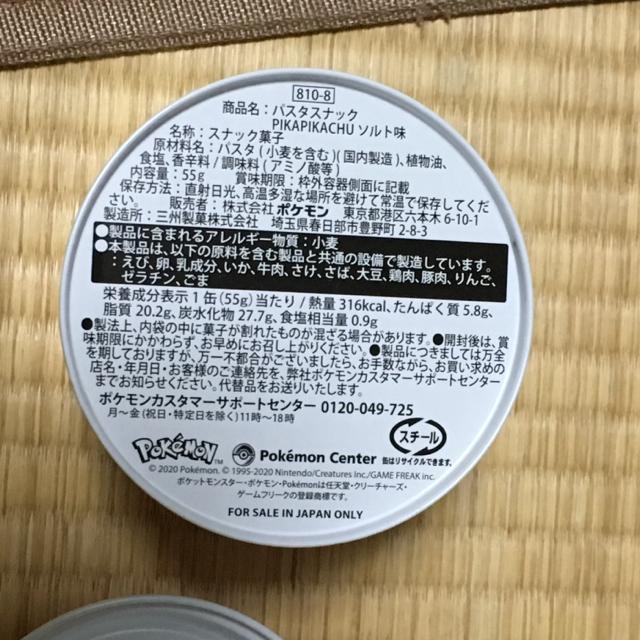 810-8
商品名：パスタスナック
PIKAPIKACHU ソルト味
名称：スナック菓子
原材料名：パスタ(小麦を含む)(国内製造)、植物油、
食塩、香辛料/調味料(アミノ酸等)
内容量：55g 賞味期限：枠外容器側面に記載
保存方法：直射日光、高温多湿な場所を避けて常温で保存してくだ
さい。 販売者：株式会社ポケモン 東京都港区六本木6-10-1
製造所：三州製菓株式会社 埼玉県春日部市豊野町2-8-3
●製品に含まれるアレルギー物質：小麦
●本製品は、以下の原料を含む製品と共通の設備で製造しています。
：えび、卵、乳成分、いか、牛肉、さけ、さば、大豆、鶏肉、豚肉、りんご、
ゼラチン、ごま
栄養成分表示 1缶(55g)当たり/熱量 316kcal、たんぱく質 5.8g、
脂質 20.2g、炭水化物 27.7g、食塩相当量 0.9g
●製法上、内袋の中に菓子が割れたものが混ざる場合があります。●開封後は、賞
味期限にかかわらず、お早めにお召し上がりください。●製品につきましては万全
を期しておりますが、万一不都合がございましたら、お手数ながら、お買い求めの
店名・年月日・お客様のご連絡先を、弊社ポケモンカスタマーサポートセンター
までお知らせください。代替品をお送りいたします。
ポケモンカスタマーサポートセンター 0120-049-725
月～金(祝日・特定日を除く)11時～18時
スチール
缶はリサイクルできます。
POKéMON Pokémon Center
©2020 Pokémon. ©1995-2020 Nintendo/Creatures Inc./GAME FREAK inc.
ポケットモンスター・ポケモン・Pokémonは任天堂・クリーチャーズ・
ゲームフリークの登録商標です。
FOR SALE IN JAPAN ONLY